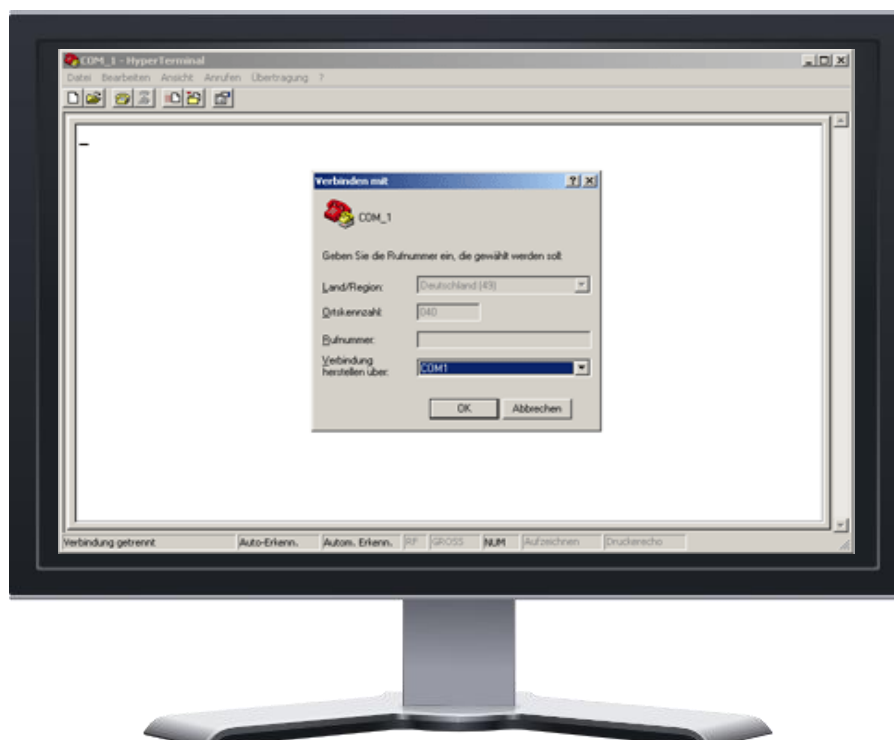 COM_1 - HyperTerminal
Datei Bearbeiten Ansicht Anrufen Übertragung ?
Verbinden mit
COM_1
Geben Sie die Rufnummer ein, die gewählt werden soll:
Land/Region:
Deutschland (49)
Ortskennzahl:
040
Rufnummer:
Verbindung
herstellen über:
COM1
OK Abbrechen
Verbindung getrennt Auto-Erkenn. Autom. Erkenn. RF GROSS NUM Aufzeichnen Druckerecho